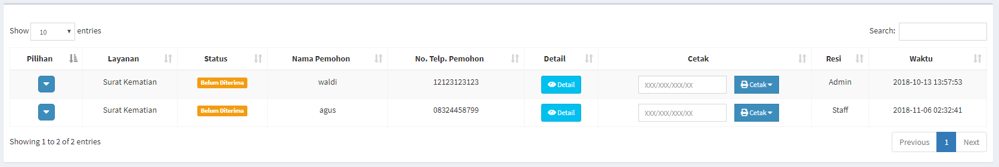 Show 10 entries Search:
Pilihan Layanan Status Nama Pemohon No. Telp. Pemohon Detail Cetak Resi Waktu
Surat Kematian Belum Diterima waldi 12123123123 Detail XXX/XXX/XXX/XX Cetak Admin 2018-10-13 13:57:53
Surat Kematian Belum Diterima agus 08324458799 Detail XXX/XXX/XXX/XX Cetak Staff 2018-11-06 02:32:41
Showing 1 to 2 of 2 entries Previous 1 Next